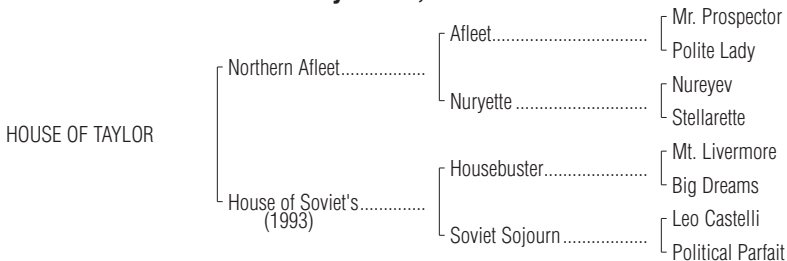 Mr. Prospector
Afleet
Polite Lady
Northern Afleet
Nureyev
Nuryette
Stellarette
HOUSE OF TAYLOR
Mt. Livermore
Housebuster
Big Dreams
House of Soviet's
(1993)
Leo Castelli
Soviet Sojourn
Political Parfait